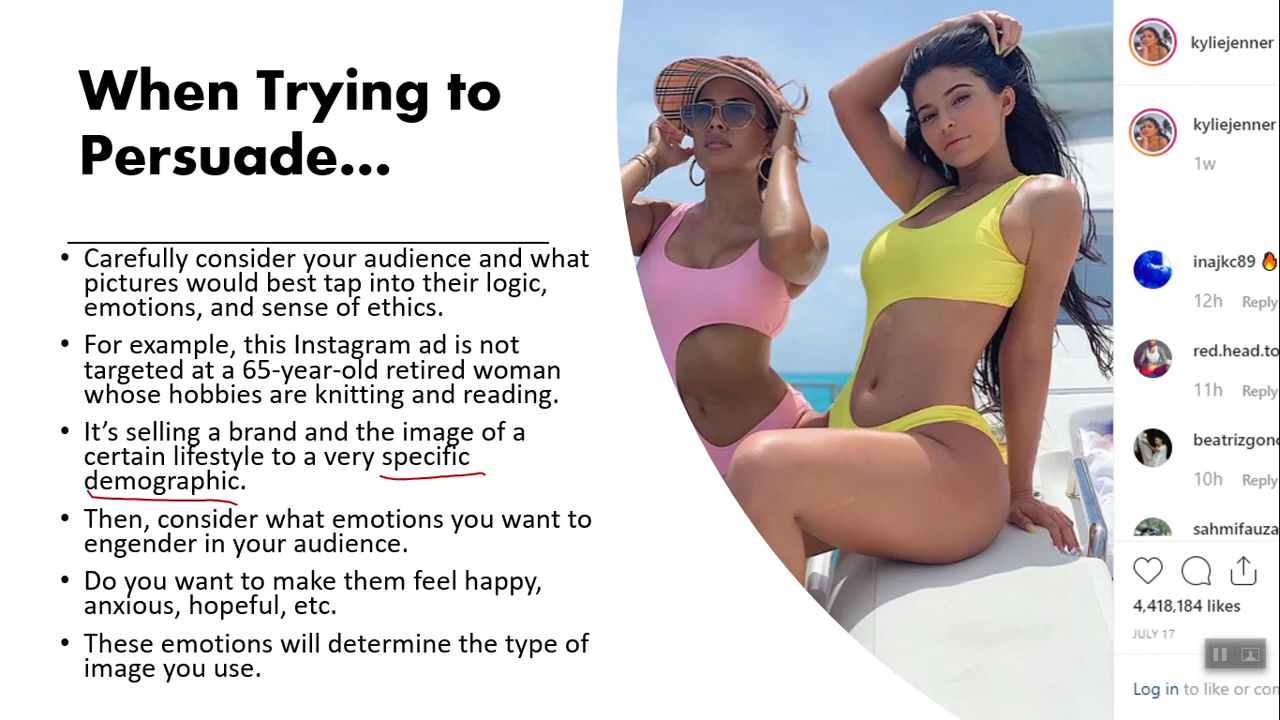 When Trying to
Persuade...
• Carefully consider your audience and what
pictures would best tap into their logic,
emotions, and sense of ethics.
• For example, this Instagram ad is not
targeted at a 65-year-old retired woman
whose hobbies are knitting and reading.
• It’s selling a brand and the image of a
certain lifestyle to a very specific
demographic.
• Then, consider what emotions you want to
engender in your audience.
• Do you want to make them feel happy,
anxious, hopeful, etc.
• These emotions will determine the type of
image you use.
kyliejenner
kyliejenner
1w
inajkc89 🔥
12h Reply
red.head.to
11h Reply
beatrizgonc
10h Reply
sahmifauza
4,418,184 likes
JULY 17
Log in to like or con